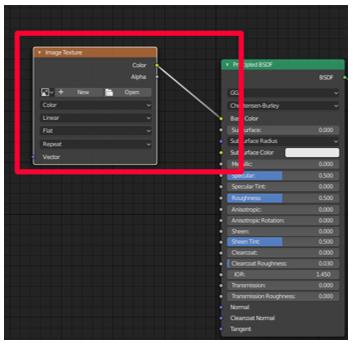 Image Texture
Color
Alpha
New
Open
Color
Linear
Flat
Repeat
Vector
Principled BSDF
BSDF
GG
Christensen-Burley
Base Color
Subsurface: 0.000
Subsurface Radius
Subsurface Color
Metallic: 0.000
Specular: 0.500
Specular Tint: 0.000
Roughness: 0.500
Anisotropic: 0.000
Anisotropic Rotation: 0.000
Sheen: 0.000
Sheen Tint: 0.500
Clearcoat: 0.000
Clearcoat Roughness: 0.030
IOR: 1.450
Transmission: 0.000
Transmission Roughness: 0.000
Normal
Clearcoat Normal
Tangent